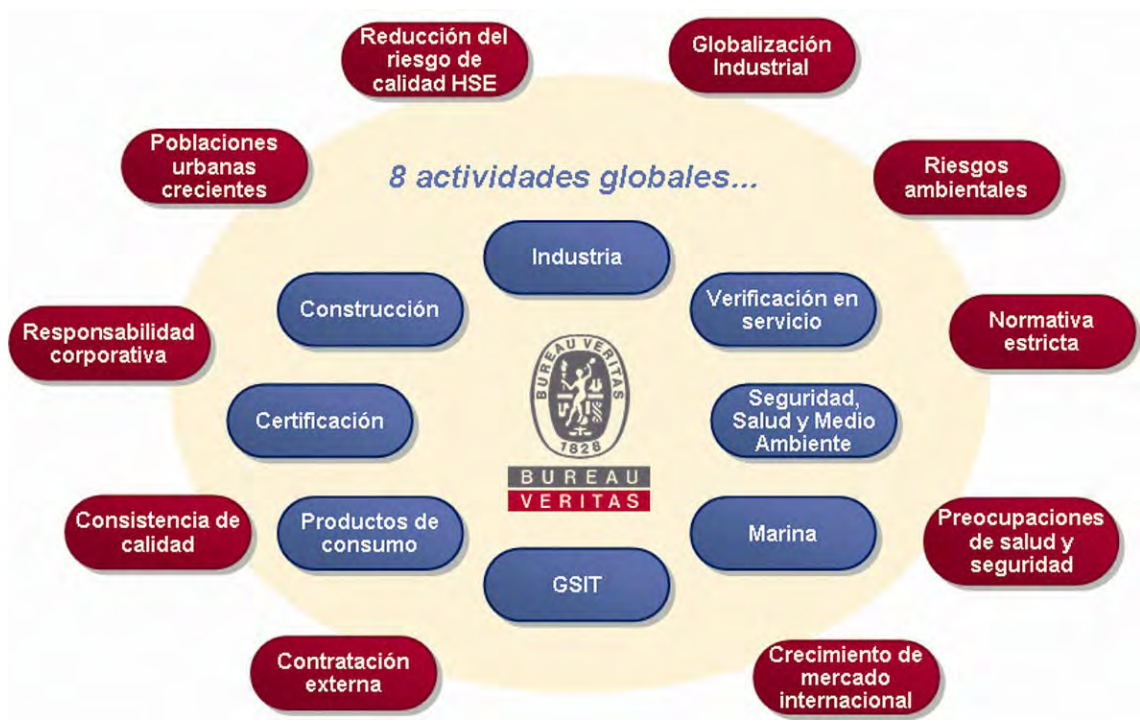 Reducción del
riesgo de
calidad HSE
Globalización
Industrial
Poblaciones
urbanas
crecientes
Riesgos
ambientales
8 actividades globales...
Industria
Construcción
Verificación en
servicio
Responsabilidad
corporativa
Normativa
estricta
BUREAU VERITAS
1828
Certificación
Seguridad,
Salud y Medio
Ambiente
BUREAU
VERITAS
Consistencia de
calidad
Productos de
consumo
Marina
Preocupaciones
de salud y
seguridad
GSIT
Contratación
externa
Crecimiento de
mercado
internacional